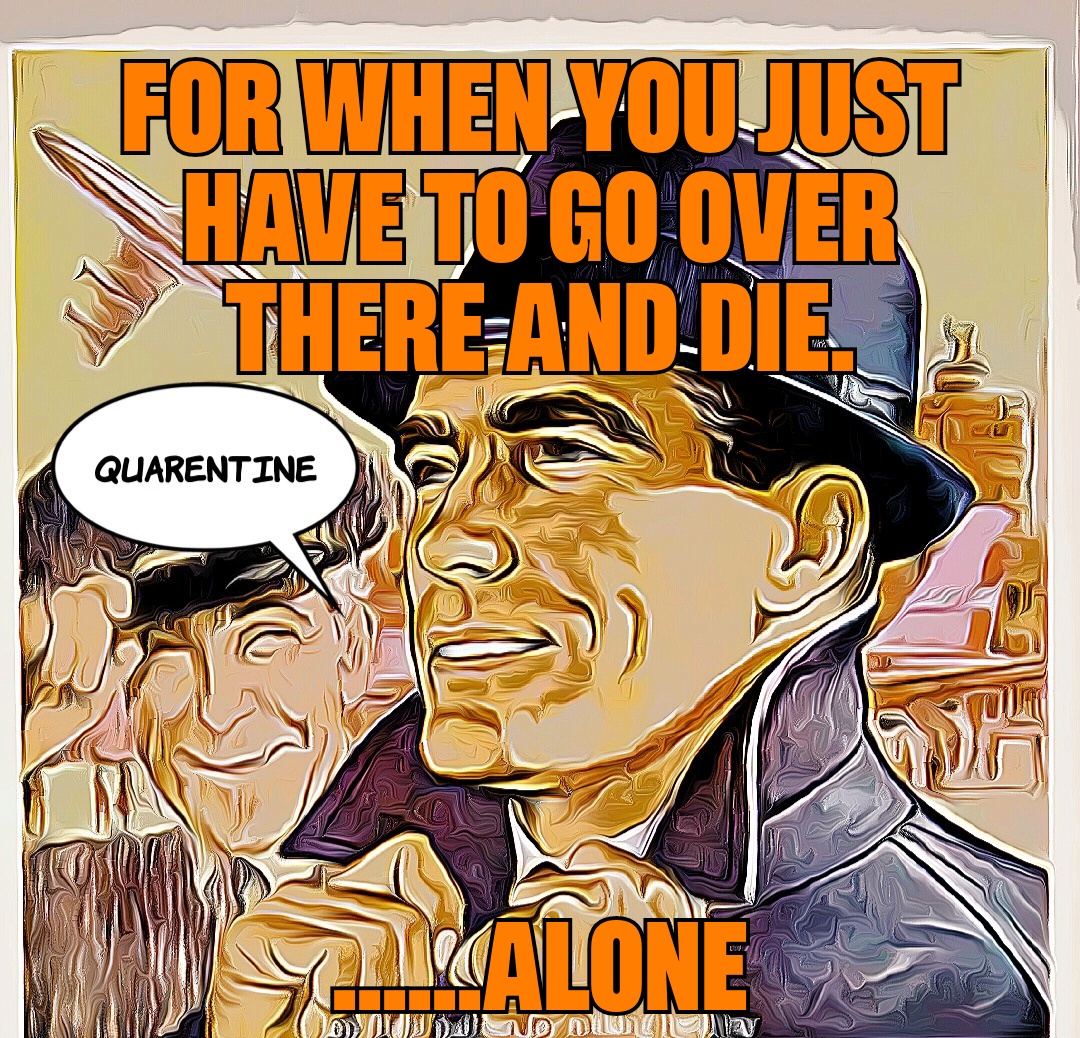 FOR WHEN YOU JUST
HAVE TO GO OVER
THERE AND DIE.
QUARENTINE
......ALONE